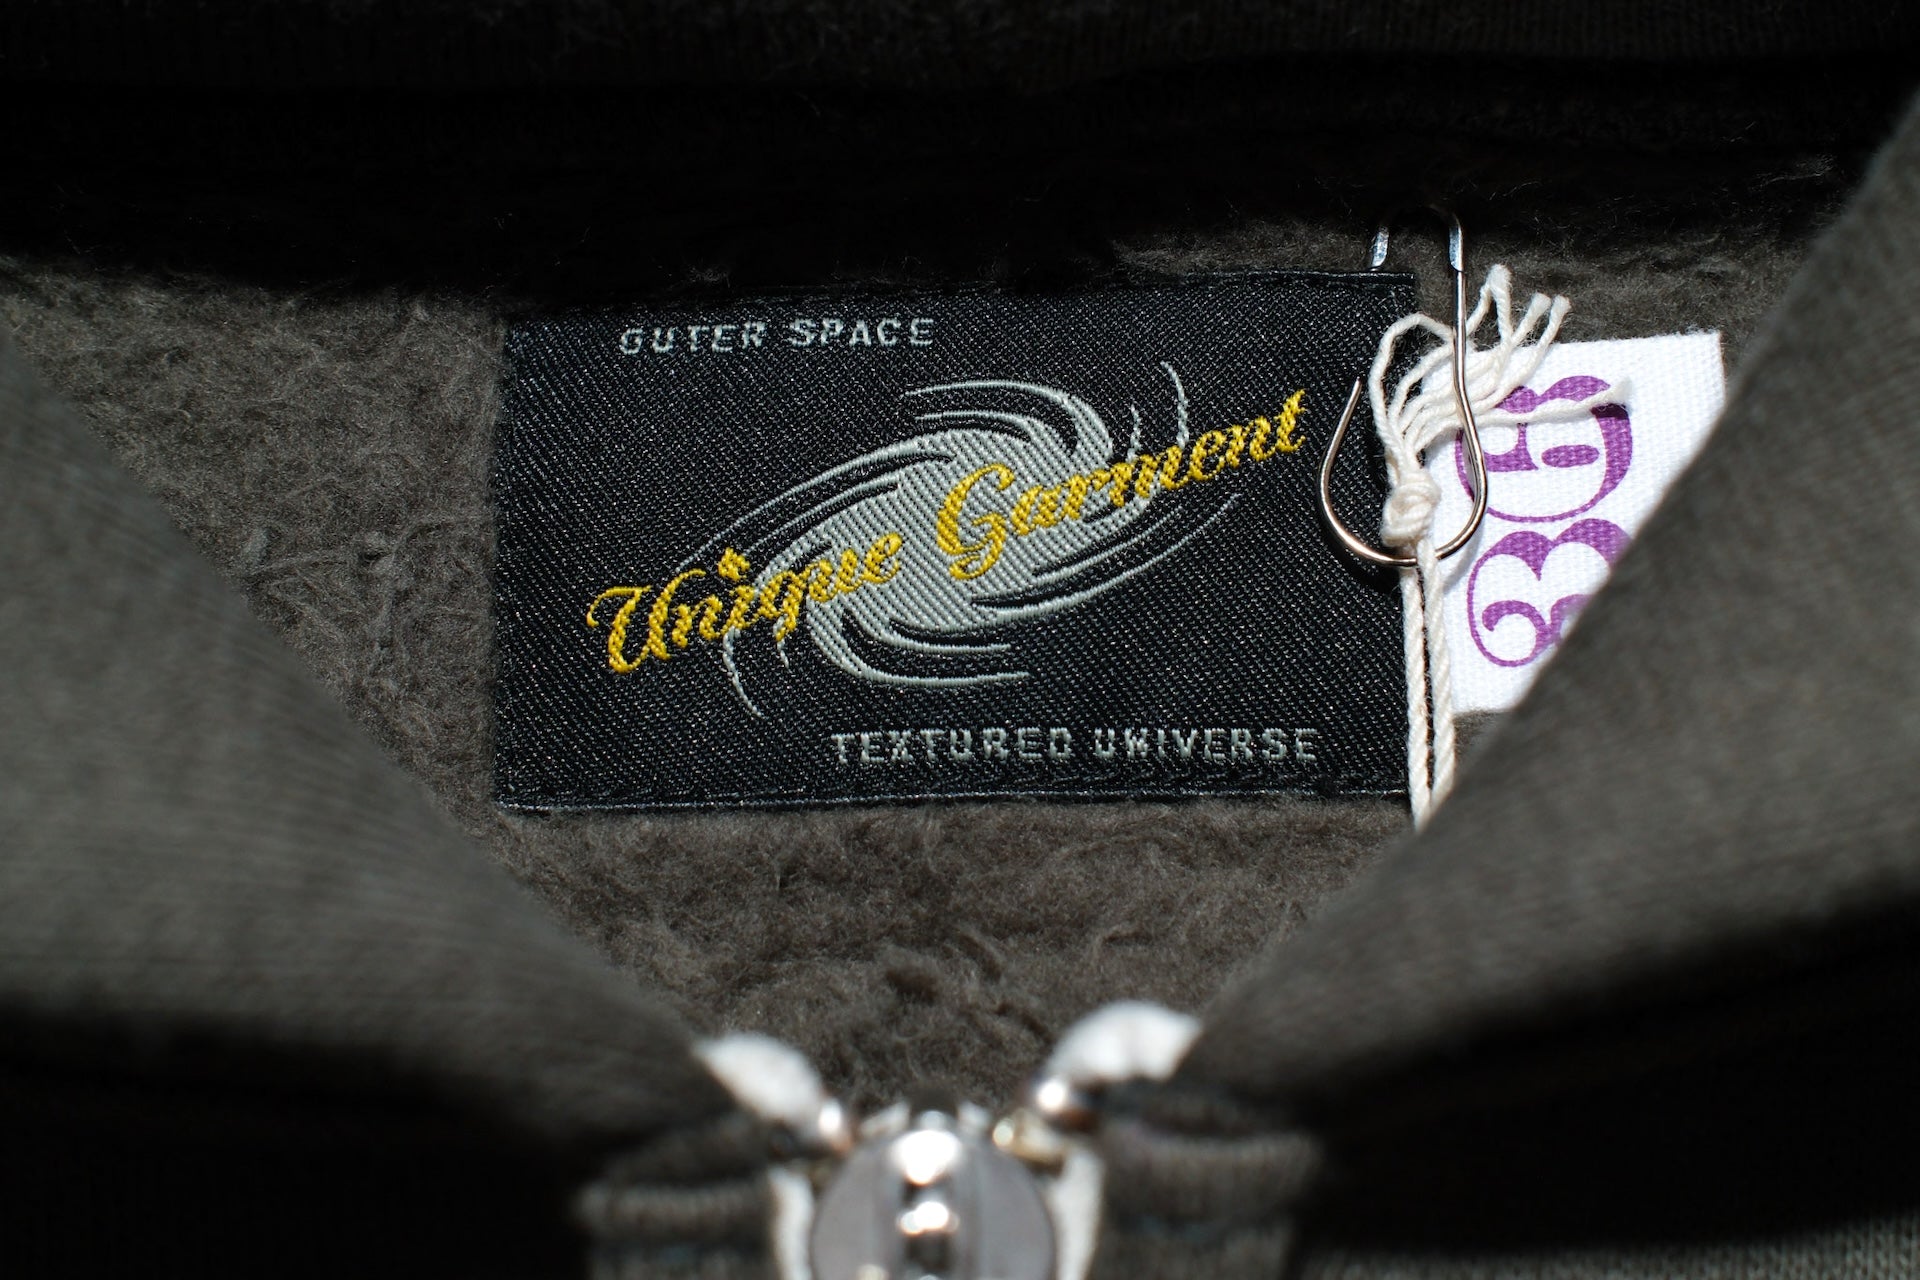 OUTER SPACE
Unique Garment
TEXTURED UNIVERSE